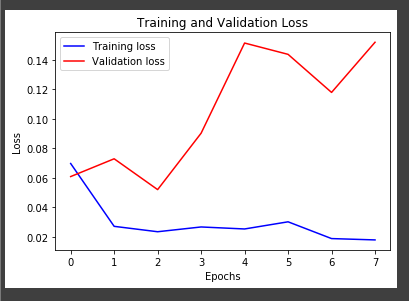 Training and Validation Loss
Training loss
Validation loss
Loss
0.14
0.12
0.10
0.08
0.06
0.04
0.02
0 1 2 3 4 5 6 7
Epochs